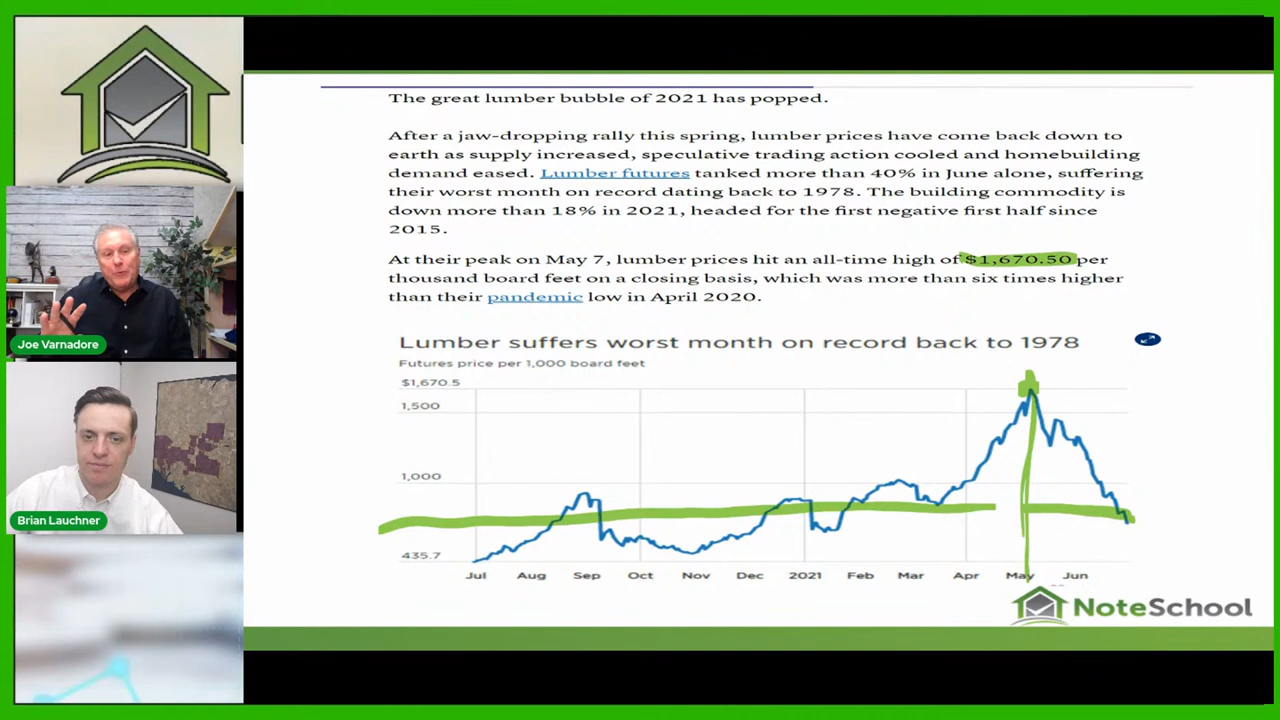 The great lumber bubble of 2021 has popped.
After a jaw-dropping rally this spring, lumber prices have come back down to
earth as supply increased, speculative trading action cooled and homebuilding
demand eased. Lumber futures tanked more than 40% in June alone, suffering
their worst month on record dating back to 1978. The building commodity is
down more than 18% in 2021, headed for the first negative first half since
2015.
At their peak on May 7, lumber prices hit an all-time high of $1,670.50 per
thousand board feet on a closing basis, which was more than six times higher
than their pandemic low in April 2020.
Lumber suffers worst month on record back to 1978
Futures price per 1,000 board feet
$1,670.5
1,500
1,000
435.7
Jul Aug Sep Oct Nov Dec 2021 Feb Mar Apr May Jun
NoteSchool
Joe Varnadore
Brian Lauchner